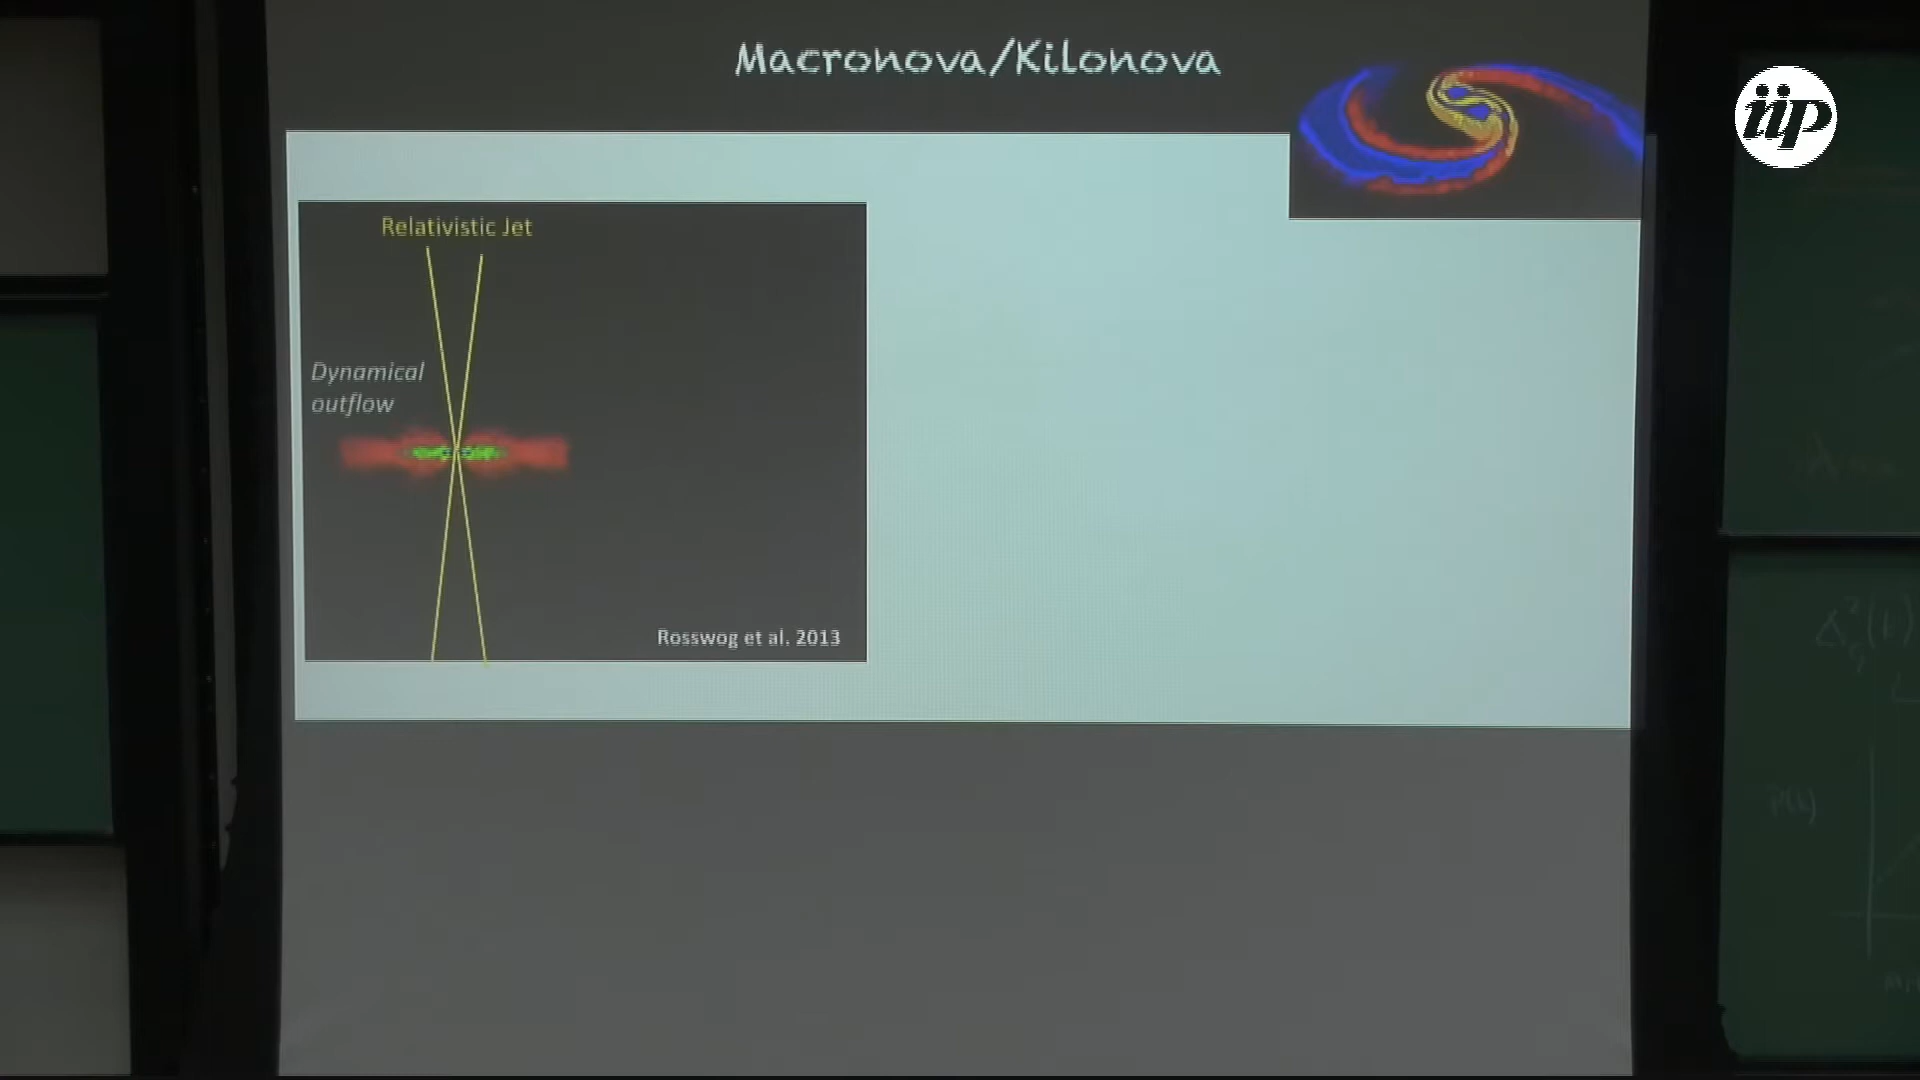 Macronova/Kilonova
iip
Relativistic Jet
Dynamical
outflow
Rosswog et al. 2013
P(k)